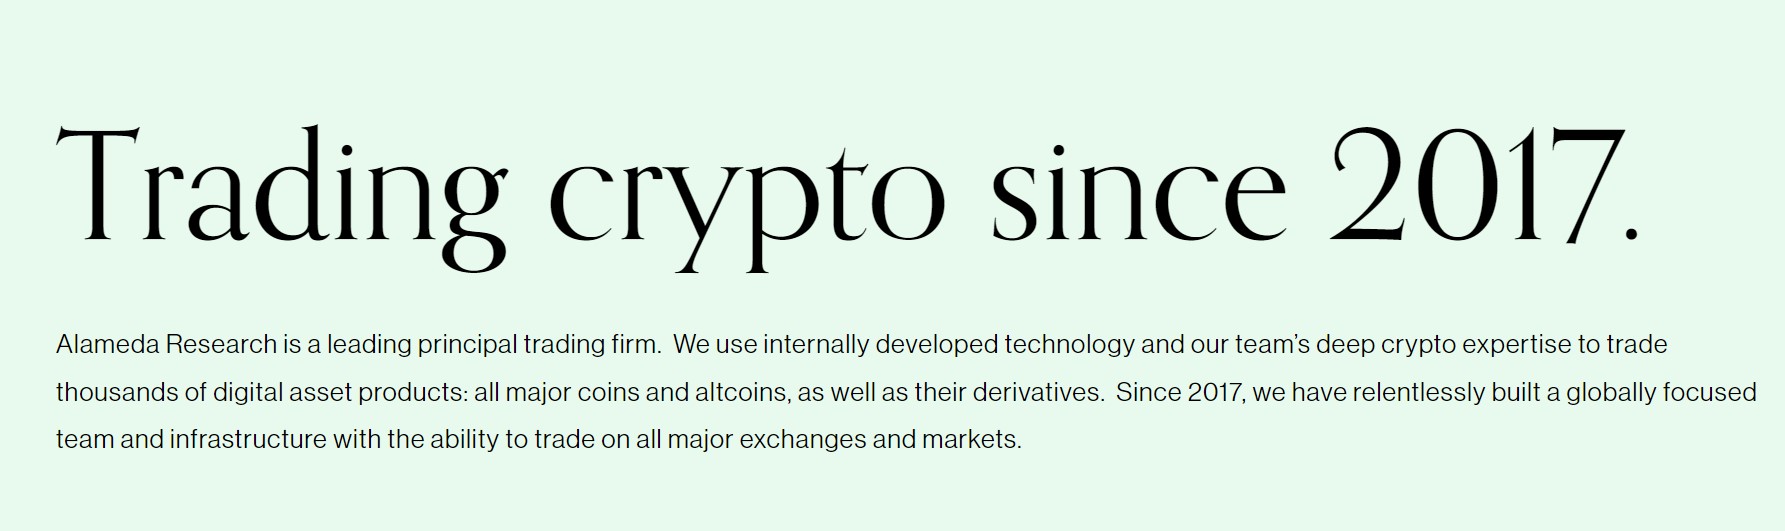 Trading crypto since 2017.
Alameda Research is a leading principal trading firm.  We use internally developed technology and our team’s deep crypto expertise to trade
thousands of digital asset products: all major coins and altcoins, as well as their derivatives.  Since 2017, we have relentlessly built a globally focused
team and infrastructure with the ability to trade on all major exchanges and markets.